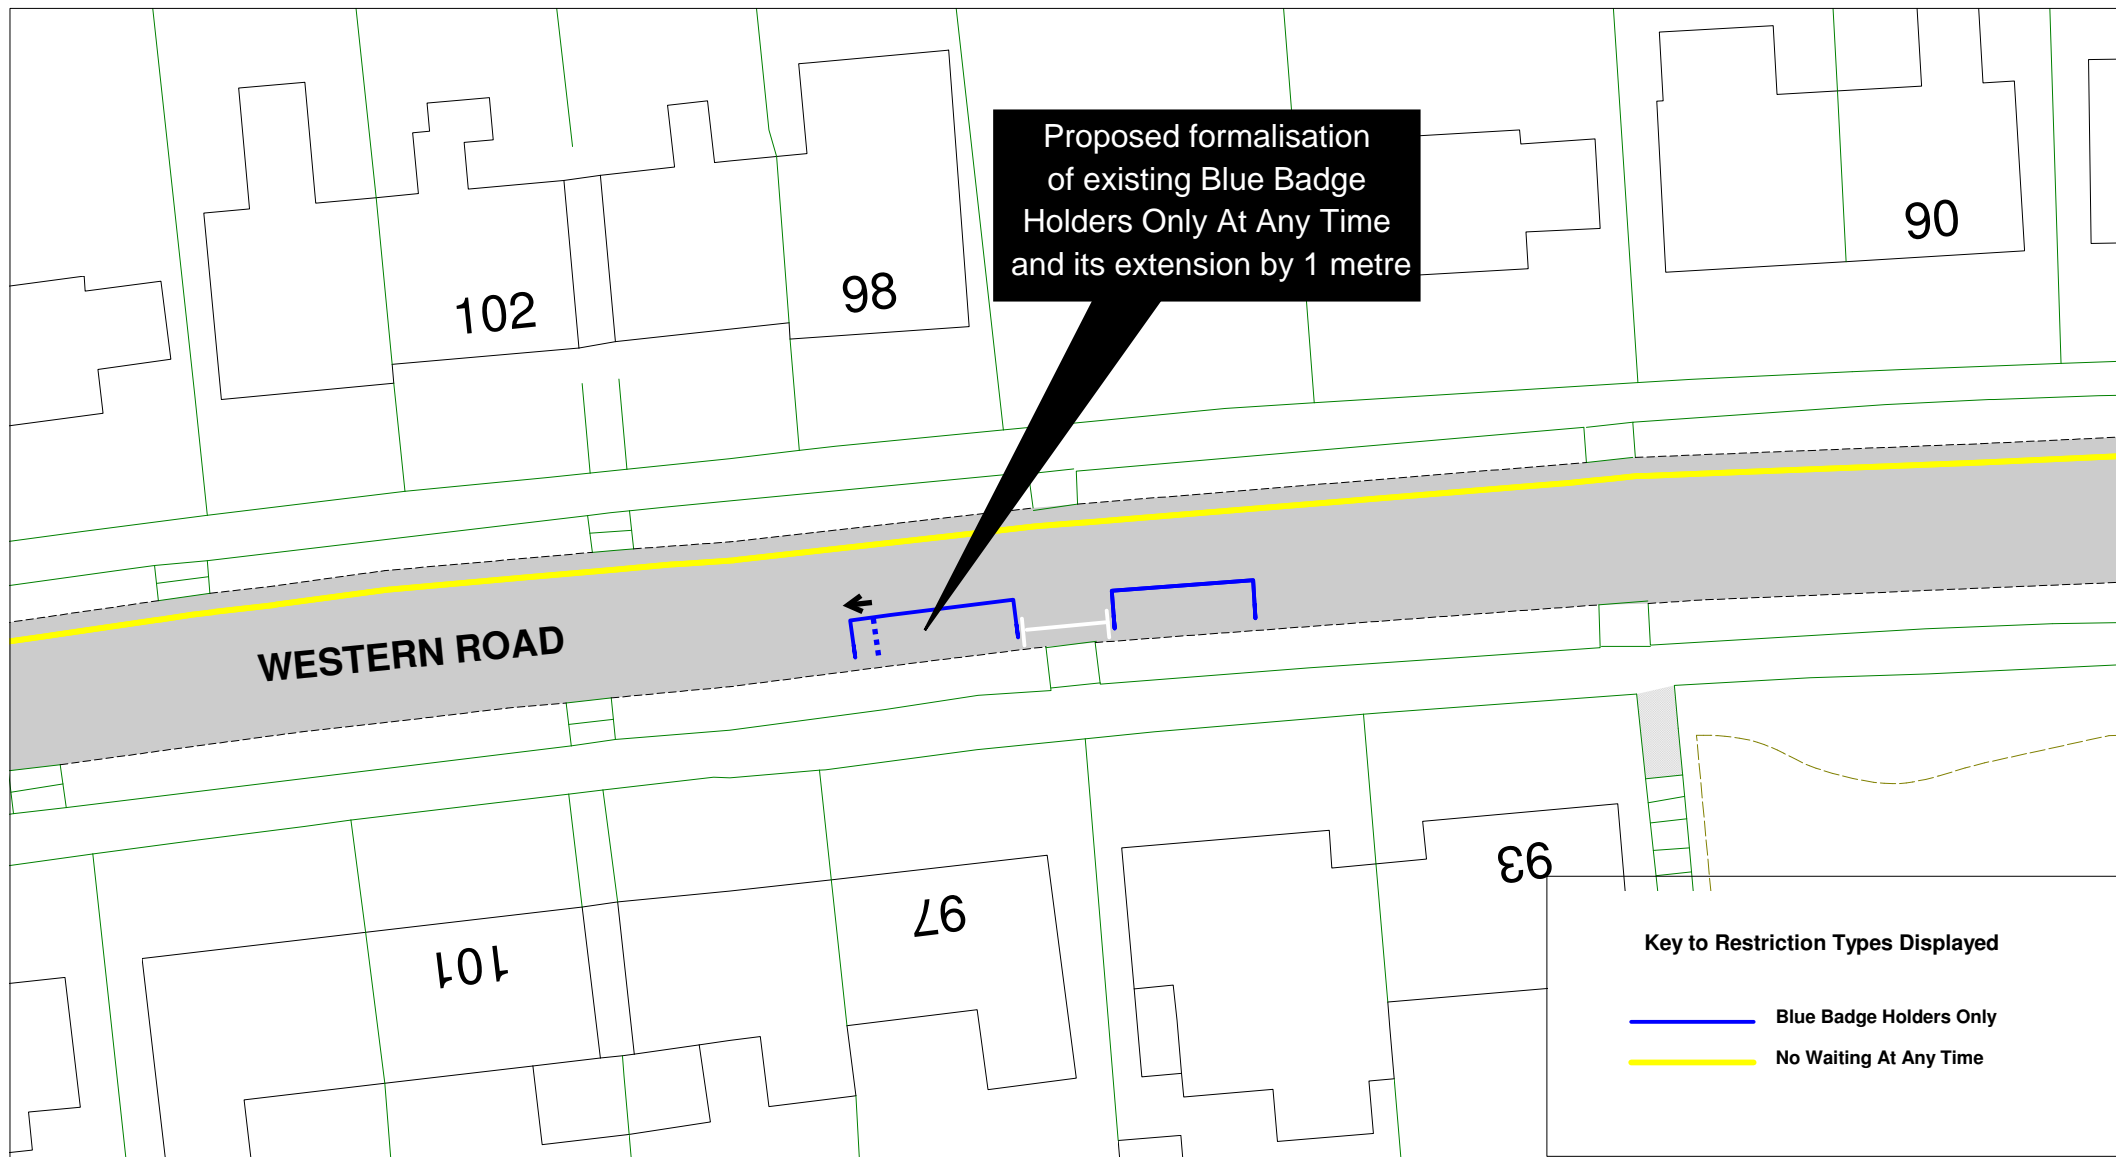 Proposed formalisation
of existing Blue Badge
Holders Only At Any Time
and its extension by 1 metre
90
98
102
WESTERN ROAD
93
97
101
Key to Restriction Types Displayed
Blue Badge Holders Only
No Waiting At Any Time